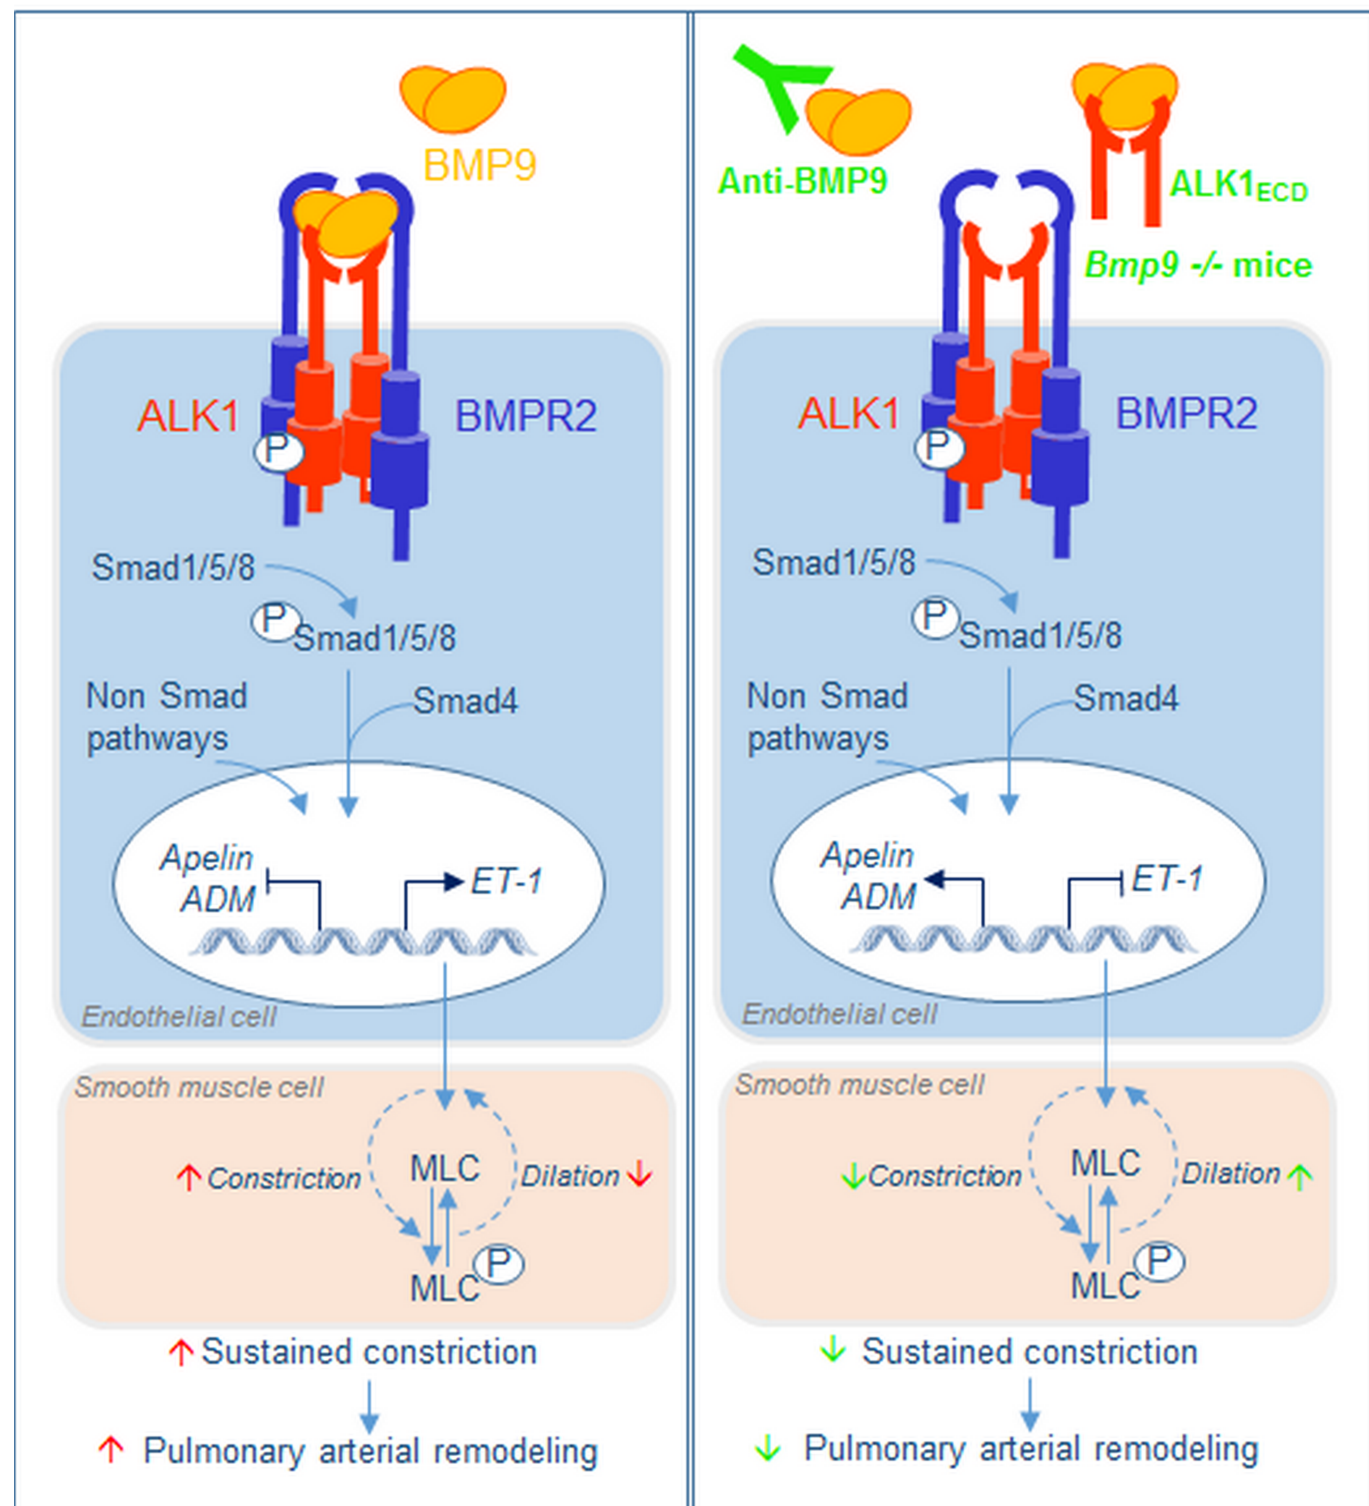 BMP9
ALK1
BMPR2
P
Smad1/5/8
P
Smad1/5/8
Non Smad
pathways
Smad4
Apelin
ADM
ET-1
Endothelial cell
Smooth muscle cell
↑ Constriction
MLC
Dilation ↓
MLC
P
↑ Sustained constriction
↑ Pulmonary arterial remodeling
Anti-BMP9
ALK1ECD
Bmp9 -/- mice
ALK1
BMPR2
P
Smad1/5/8
P
Smad1/5/8
Non Smad
pathways
Smad4
Apelin
ADM
ET-1
Endothelial cell
Smooth muscle cell
↓Constriction
MLC
Dilation ↑
MLC
P
↓ Sustained constriction
↓ Pulmonary arterial remodeling